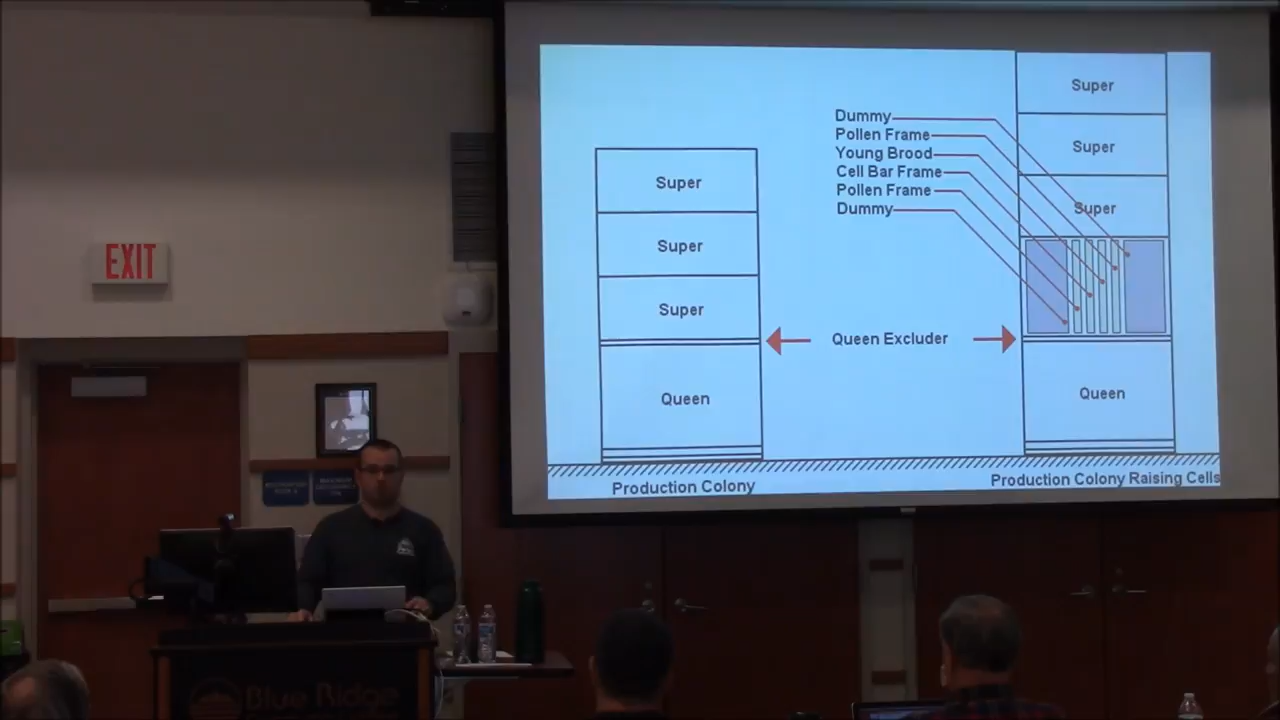 Super
Super
Super
Queen
Production Colony
Dummy
Pollen Frame
Young Brood
Cell Bar Frame
Pollen Frame
Dummy
Queen Excluder
Super
Super
Super
Queen
Production Colony Raising Cells
EXIT
Blue Ridge